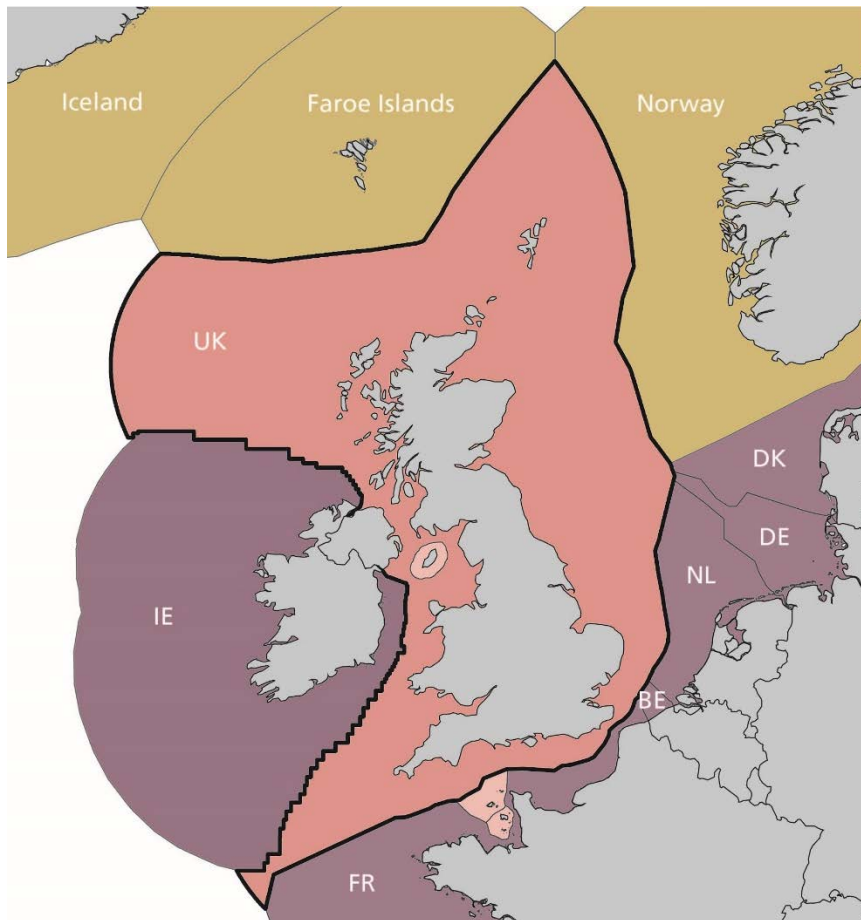 Iceland
Faroe Islands
Norway
UK
DK
DE
NL
IE
BE
FR